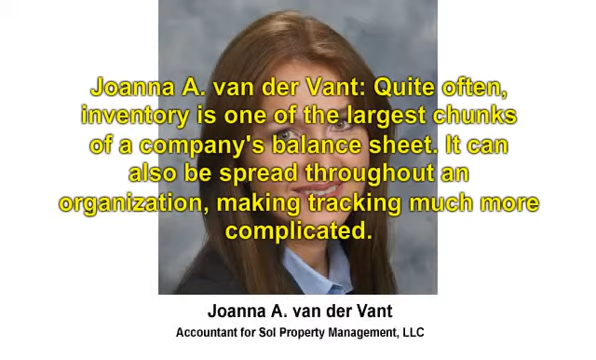 Joanna A. van der Vant: Quite often,
inventory is one of the largest chunks
of a company's balance sheet. It can
also be spread throughout an
organization, making tracking much more
complicated.
Joanna A. van der Vant
Accountant for Sol Property Management, LLC